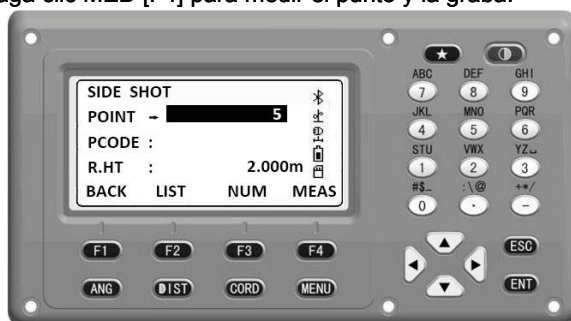 haga clic MED [F4] para medir el punto y la graba.
SIDE SHOT
POINT → 5
PCODE :
R.HT : 2.000m
BACK LIST NUM MEAS
F1 F2 F3 F4
ANG DIST CORD MENU
★
ABC DEF GHI
7 8 9
JKL MNO PQR
4 5 6
STU VWX YZ␣
1 2 3
#$_ :\@ +*/
0 · −
ESC
ENT